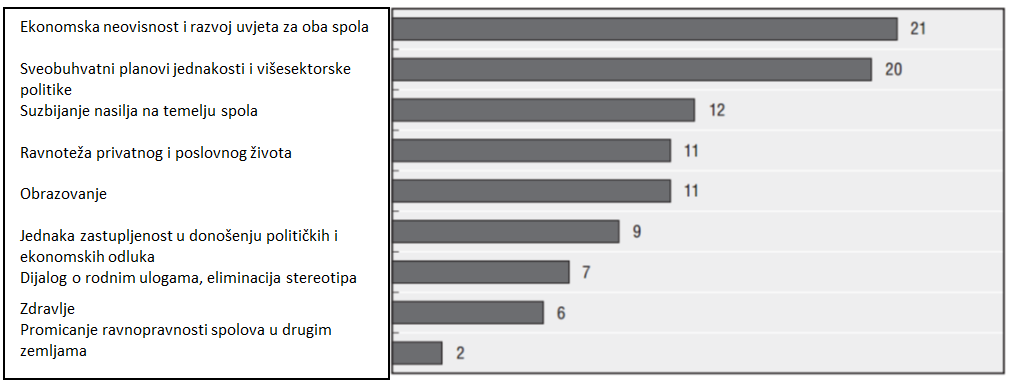 Ekonomska neovisnost i razvoj uvjeta za oba spola
21
Sveobuhvatni planovi jednakosti i višesektorske
politike
20
Suzbijanje nasilja na temelju spola
12
Ravnoteža privatnog i poslovnog života
11
Obrazovanje
11
Jednaka zastupljenost u donošenju političkih i
ekonomskih odluka
9
Dijalog o rodnim ulogama, eliminacija stereotipa
7
Zdravlje
6
Promicanje ravnopravnosti spolova u drugim
zemljama
2